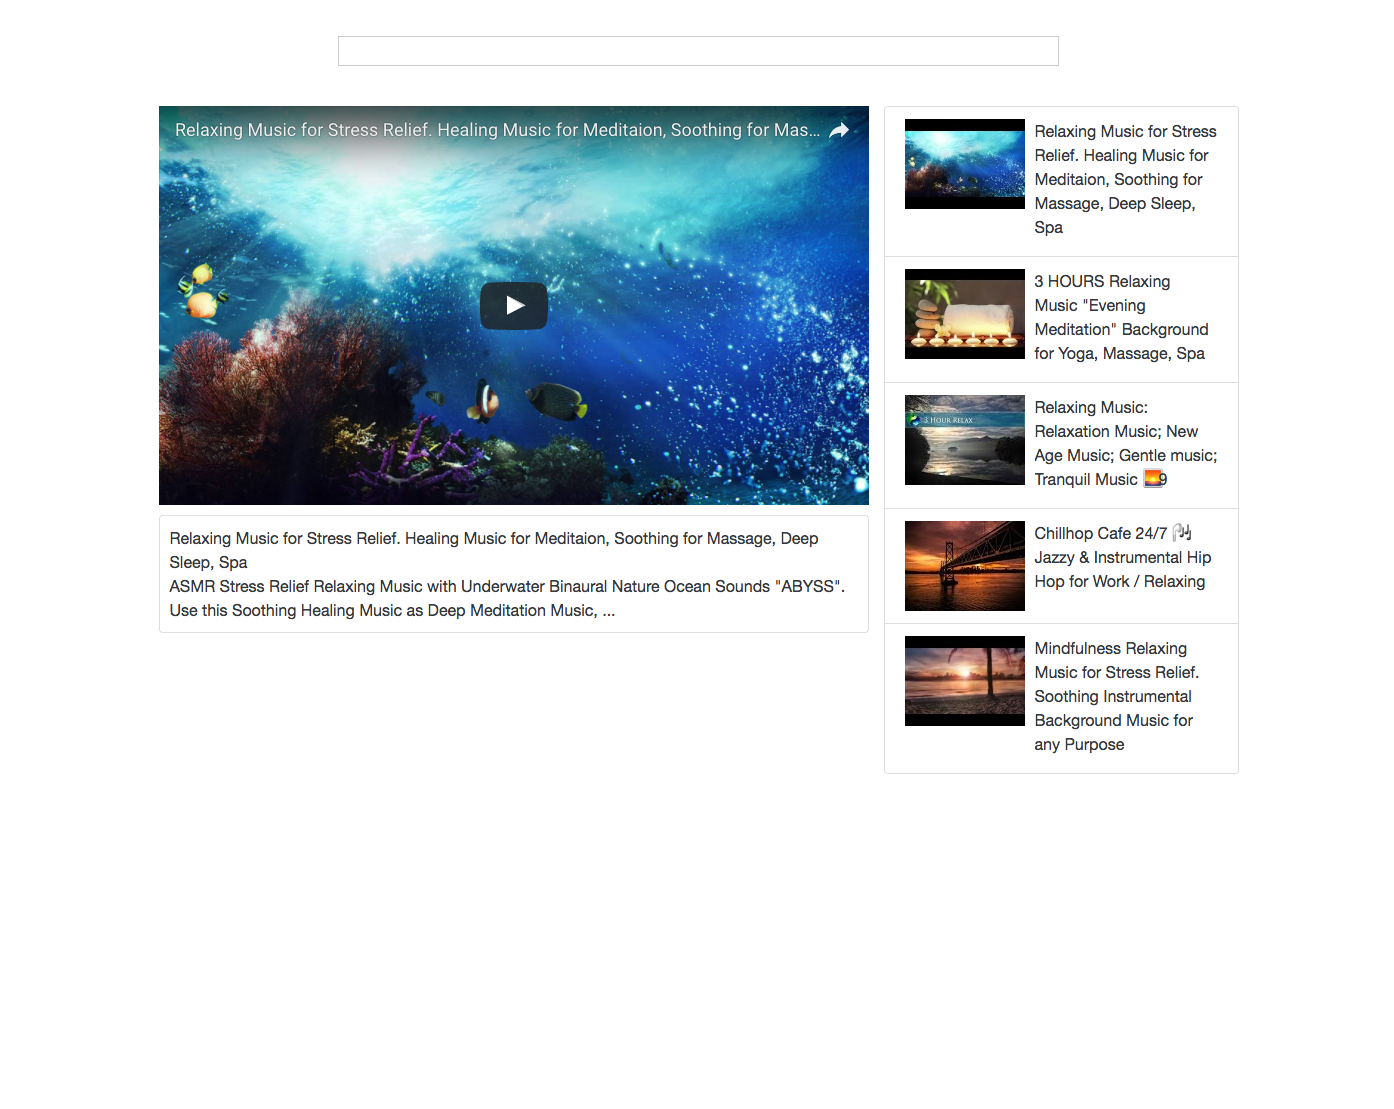 Relaxing Music for Stress Relief. Healing Music for Meditaion, Soothing for Mas...
Relaxing Music for Stress Relief. Healing Music for Meditaion, Soothing for Massage, Deep
Sleep, Spa
ASMR Stress Relief Relaxing Music with Underwater Binaural Nature Ocean Sounds "ABYSS".
Use this Soothing Healing Music as Deep Meditation Music, ...
Relaxing Music for Stress
Relief. Healing Music for
Meditaion, Soothing for
Massage, Deep Sleep,
Spa
3 HOURS Relaxing
Music "Evening
Meditation" Background
for Yoga, Massage, Spa
3 HOUR RELAX
Relaxing Music:
Relaxation Music; New
Age Music; Gentle music;
Tranquil Music 🌅9
Chillhop Cafe 24/7 🎧
Jazzy & Instrumental Hip
Hop for Work / Relaxing
Mindfulness Relaxing
Music for Stress Relief.
Soothing Instrumental
Background Music for
any Purpose